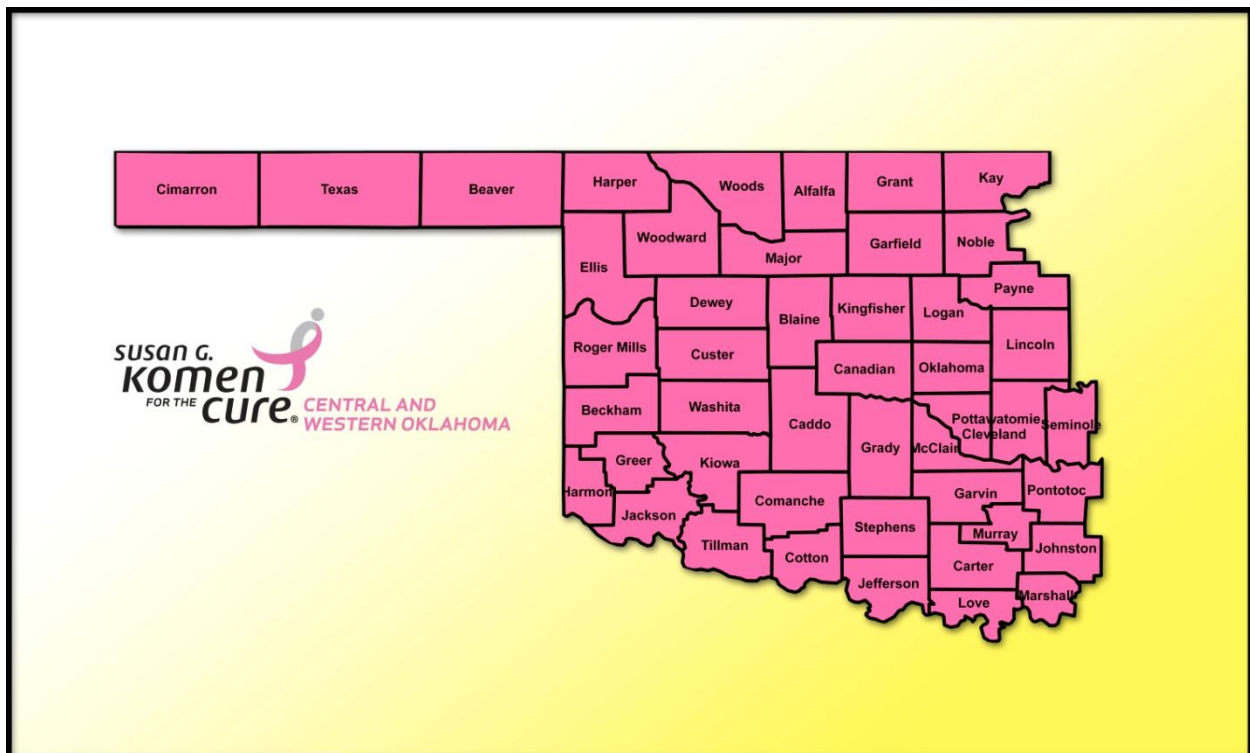 Cimarron
Texas
Beaver
Harper
Woods
Alfalfa
Grant
Kay
Woodward
Ellis
Major
Garfield
Noble
Payne
Dewey
Blaine
Kingfisher
Logan
Roger Mills
Custer
Canadian
Oklahoma
Lincoln
Beckham
Washita
Caddo
Grady
McClain
Pottawatomie
Cleveland
Seminole
Greer
Kiowa
Harmon
Jackson
Comanche
Garvin
Pontotoc
Tillman
Cotton
Stephens
Murray
Johnston
Carter
Jefferson
Love
Marshall
susan G.
komen
FOR THE cure®
CENTRAL AND
WESTERN OKLAHOMA